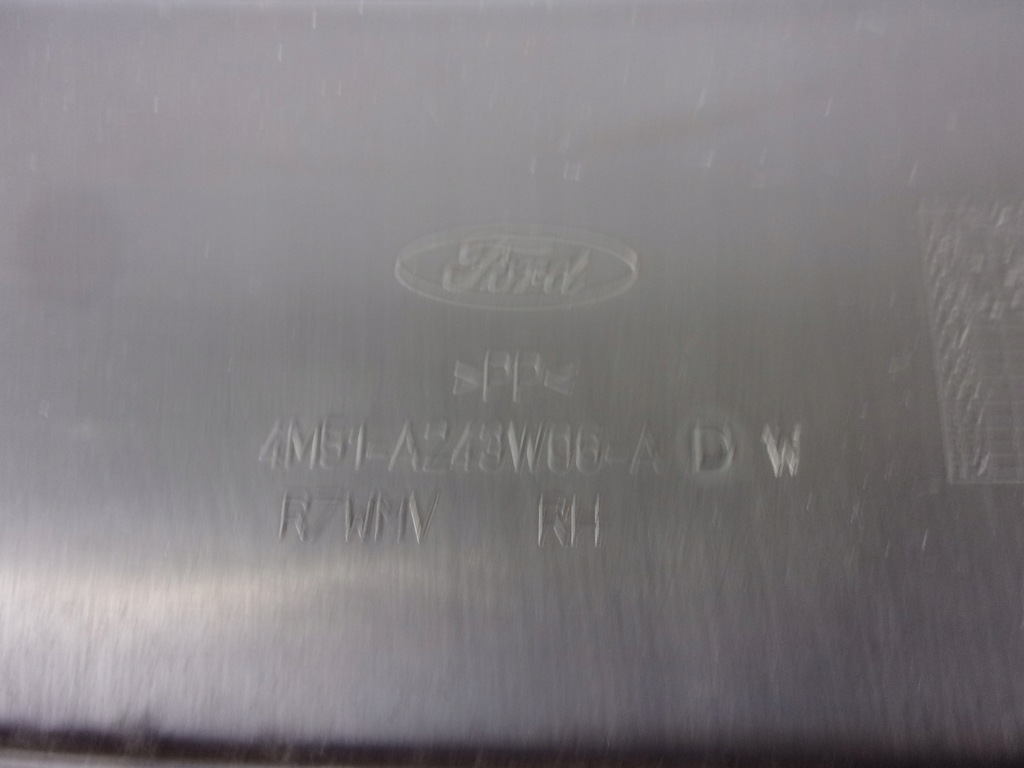 Ford
>PP<
4M51-A243W06-A D W
R7WMV RH